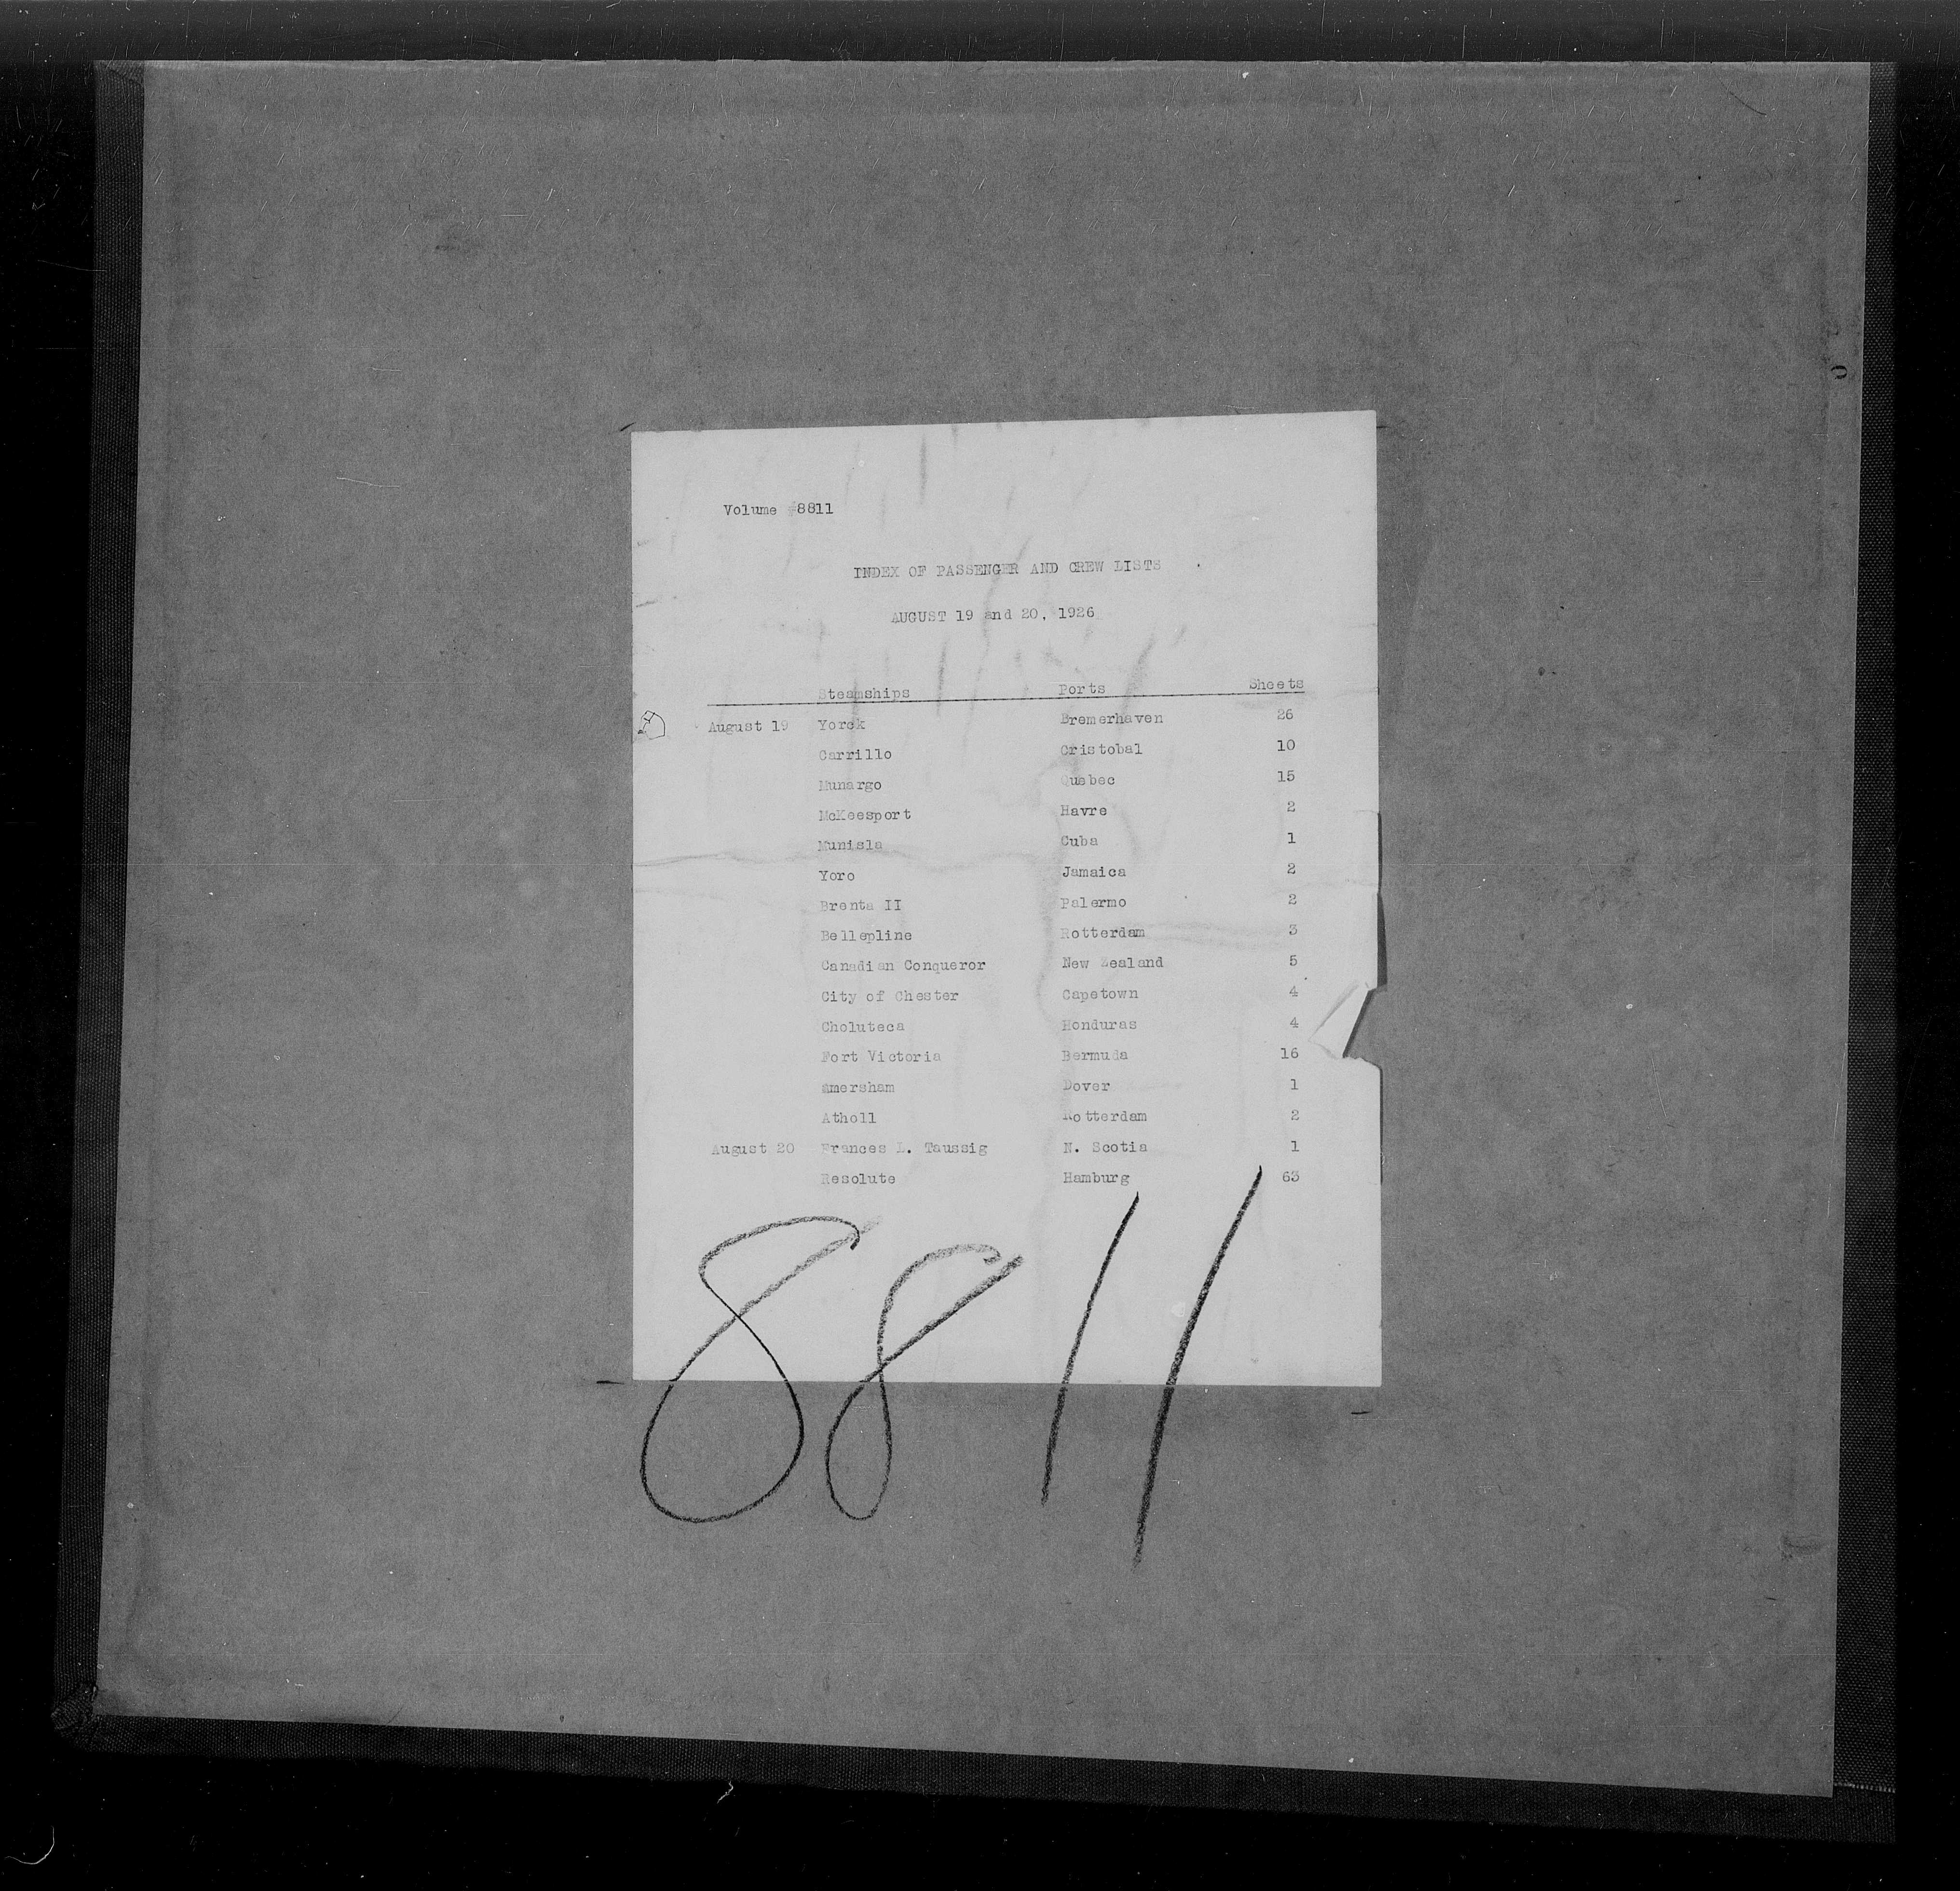 Volume #8811
INDEX OF PASSENGER AND CREW LISTS
AUGUST 19 and 20, 1926
Steamships Ports Sheets
August 19 Yorck Bremerhaven 26
Carrillo Cristobal 10
Munargo Quebec 15
McKeesport Havre 2
Munisla Cuba 1
Yoro Jamaica 2
Brenta II Palermo 2
Bellepline Rotterdam 3
Canadian Conqueror New Zealand 5
City of Chester Capetown 4
Choluteca Honduras 4
Fort Victoria Bermuda 16
Amersham Dover 1
Atholl Rotterdam 2
August 20 Frances L. Taussig N. Scotia 1
Resolute Hamburg 63
8811